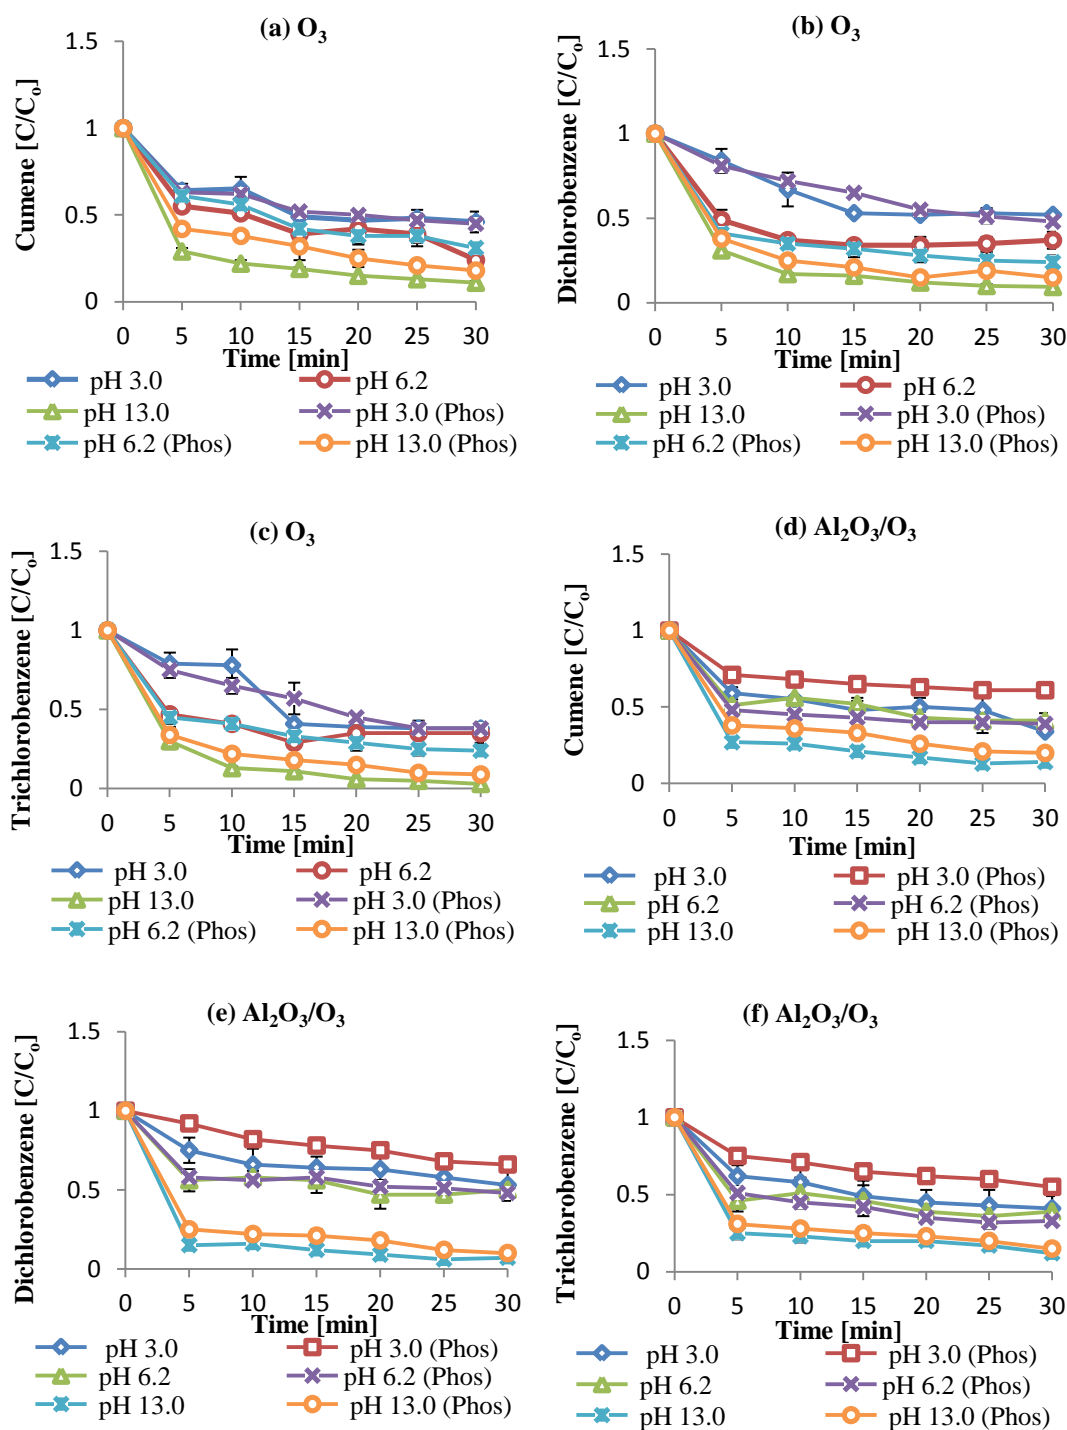 (a) O₃
Cumene [C/Cₒ]
1.5
1
0.5
0
0 5 10 15 20 25 30
Time [min]
pH 3.0 pH 6.2
pH 13.0 pH 3.0 (Phos)
pH 6.2 (Phos) pH 13.0 (Phos)
(b) O₃
Dichlorobenzene [C/Cₒ]
1.5
1
0.5
0
0 5 10 15 20 25 30
Time [min]
pH 3.0 pH 6.2
pH 13.0 pH 3.0 (Phos)
pH 6.2 (Phos) pH 13.0 (Phos)
(c) O₃
Trichlorobenzene [C/Cₒ]
1.5
1
0.5
0
0 5 10 15 20 25 30
Time [min]
pH 3.0 pH 6.2
pH 13.0 pH 3.0 (Phos)
pH 6.2 (Phos) pH 13.0 (Phos)
(d) Al₂O₃/O₃
Cumene [C/Cₒ]
1.5
1
0.5
0
0 5 10 15 20 25 30
Time [min]
pH 3.0 pH 3.0 (Phos)
pH 6.2 pH 6.2 (Phos)
pH 13.0 pH 13.0 (Phos)
(e) Al₂O₃/O₃
Dichlorobenzene [C/Cₒ]
1.5
1
0.5
0
0 5 10 15 20 25 30
Time [min]
pH 3.0 pH 3.0 (Phos)
pH 6.2 pH 6.2 (Phos)
pH 13.0 pH 13.0 (Phos)
(f) Al₂O₃/O₃
Trichlorobenzene [C/Cₒ]
1.5
1
0.5
0
0 5 10 15 20 25 30
Time [min]
pH 3.0 pH 3.0 (Phos)
pH 6.2 pH 6.2 (Phos)
pH 13.0 pH 13.0 (Phos)